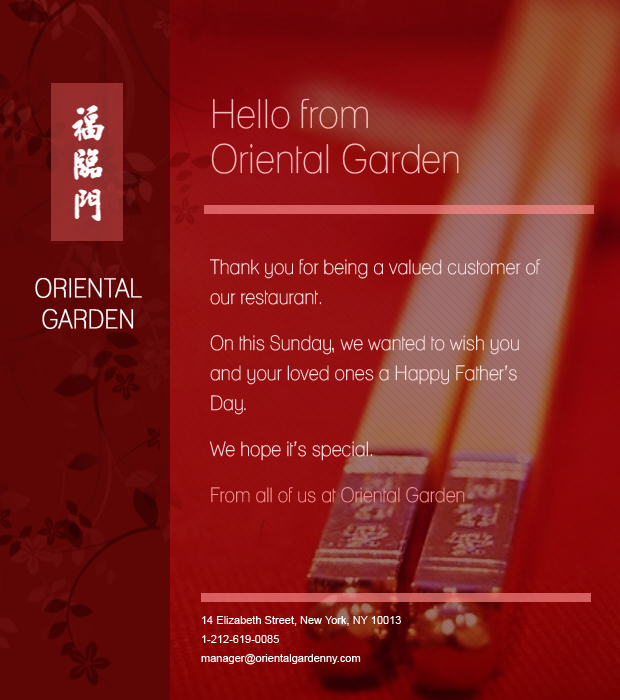 福
臨
門
ORIENTAL
GARDEN
Hello from
Oriental Garden
Thank you for being a valued customer of
our restaurant.
On this Sunday, we wanted to wish you
and your loved ones a Happy Father's
Day.
We hope it's special.
From all of us at Oriental Garden
14 Elizabeth Street, New York, NY 10013
1-212-619-0085
manager@orientalgardenny.com